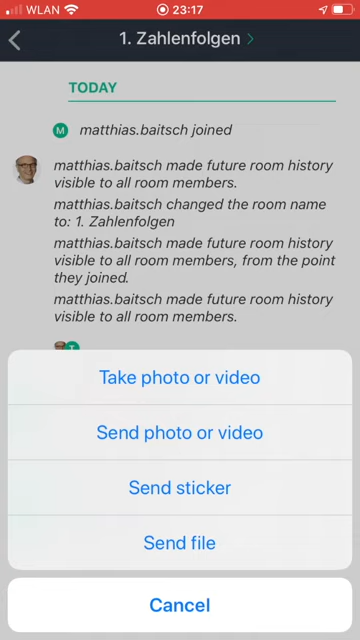 WLAN 23:17
1. Zahlenfolgen
TODAY
M matthias.baitsch joined
matthias.baitsch made future room history
visible to all room members.
matthias.baitsch changed the room name
to: 1. Zahlenfolgen
matthias.baitsch made future room history
visible to all room members, from the point
they joined.
matthias.baitsch made future room history
visible to all room members.
T
Take photo or video
Send photo or video
Send sticker
Send file
Cancel